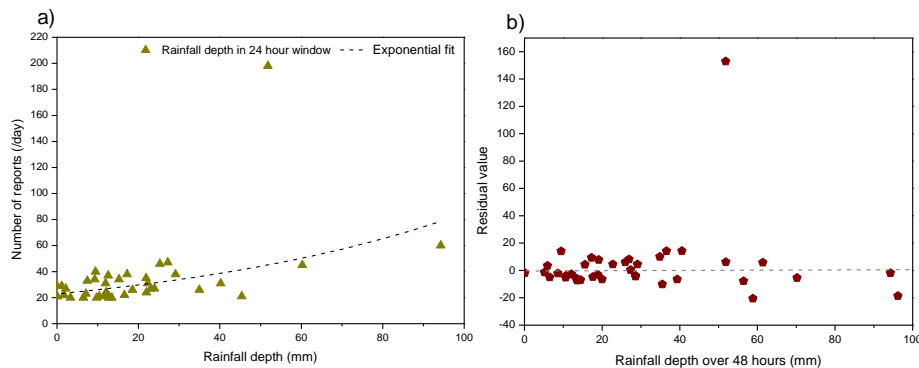 a)
Rainfall depth in 24 hour window
Exponential fit
Number of reports (/day)
220
200
180
160
140
120
100
80
60
40
20
0
0 20 40 60 80 100
Rainfall depth (mm)
b)
Residual value
160
140
120
100
80
60
40
20
0
-20
-40
0 20 40 60 80 100
Rainfall depth over 48 hours (mm)